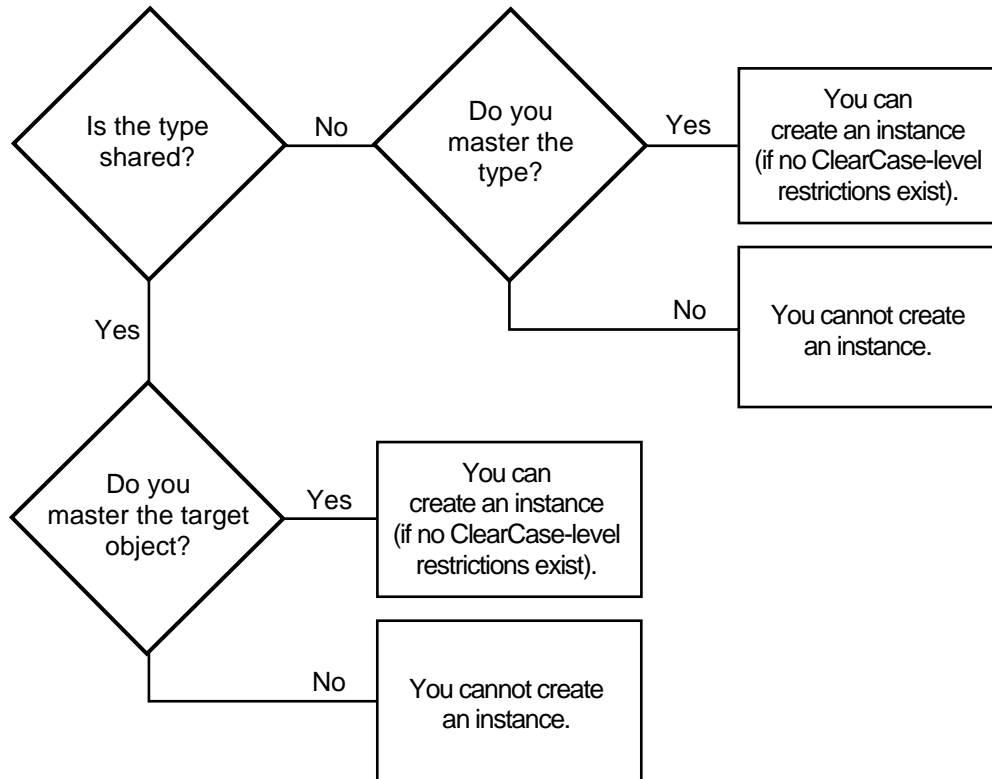 Is the type
shared?
No
Do you
master the
type?
Yes
You can
create an instance
(if no ClearCase-level
restrictions exist).
No
You cannot create
an instance.
Yes
Do you
master the target
object?
Yes
You can
create an instance
(if no ClearCase-level
restrictions exist).
No
You cannot create
an instance.